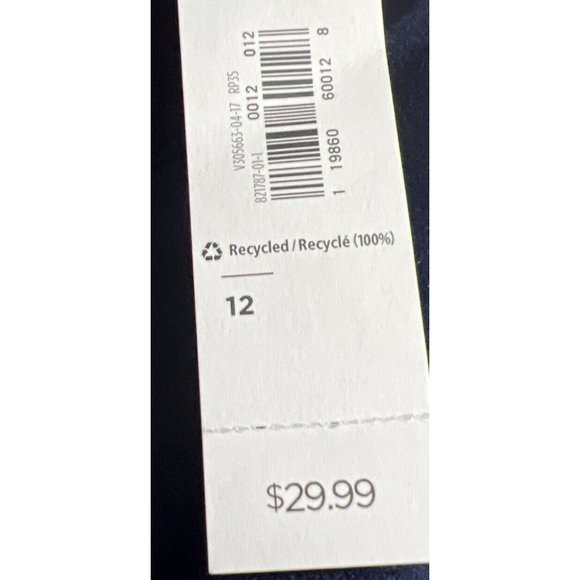 V305663-04-17 RP35
821787-01-1 0012 012
1 19860 60012 8
Recycled / Recyclé (100%)
12
$29.99